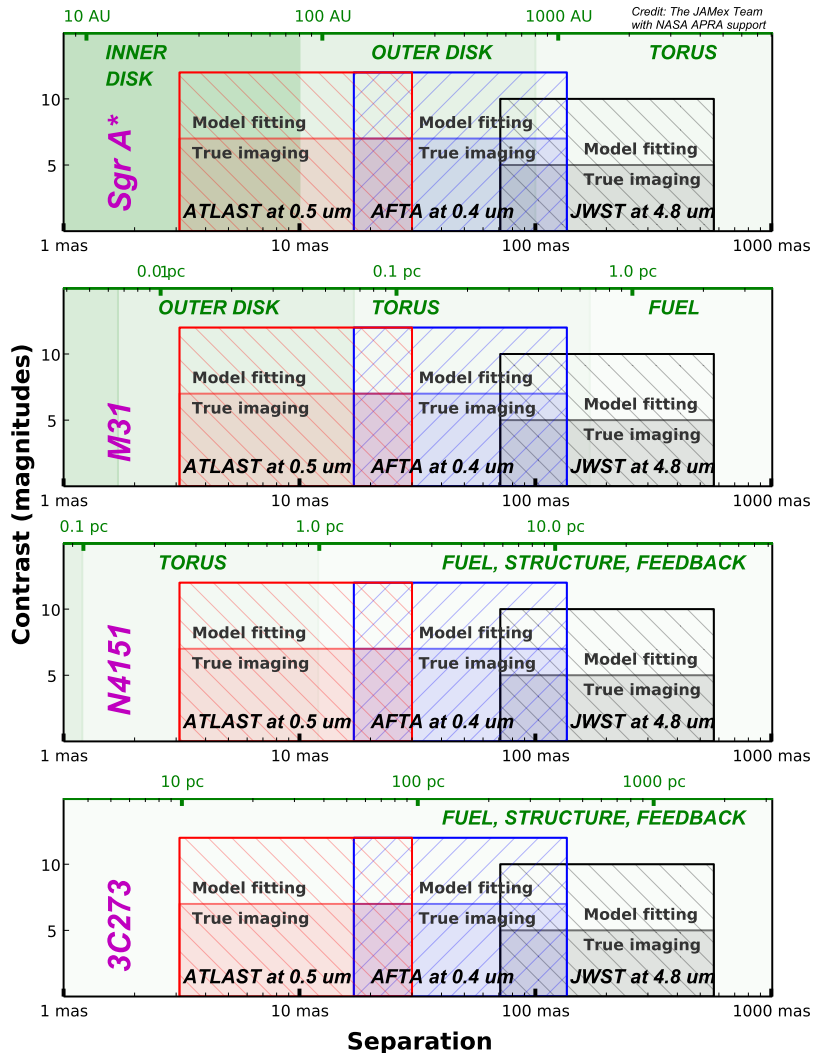 10 AU 100 AU 1000 AU
Credit: The JAMex Team
with NASA APRA support
INNER
DISK
OUTER DISK
TORUS
Sgr A*
10
5
Model fitting
True imaging
ATLAST at 0.5 um
Model fitting
True imaging
AFTA at 0.4 um
Model fitting
True imaging
JWST at 4.8 um
1 mas 10 mas 100 mas 1000 mas
0.01pc 0.1 pc 1.0 pc
OUTER DISK
TORUS
FUEL
M31
10
5
Model fitting
True imaging
ATLAST at 0.5 um
Model fitting
True imaging
AFTA at 0.4 um
Model fitting
True imaging
JWST at 4.8 um
1 mas 10 mas 100 mas 1000 mas
Contrast (magnitudes)
0.1 pc 1.0 pc 10.0 pc
TORUS
FUEL, STRUCTURE, FEEDBACK
N4151
10
5
Model fitting
True imaging
ATLAST at 0.5 um
Model fitting
True imaging
AFTA at 0.4 um
Model fitting
True imaging
JWST at 4.8 um
1 mas 10 mas 100 mas 1000 mas
10 pc 100 pc 1000 pc
FUEL, STRUCTURE, FEEDBACK
3C273
10
5
Model fitting
True imaging
ATLAST at 0.5 um
Model fitting
True imaging
AFTA at 0.4 um
Model fitting
True imaging
JWST at 4.8 um
1 mas 10 mas 100 mas 1000 mas
Separation